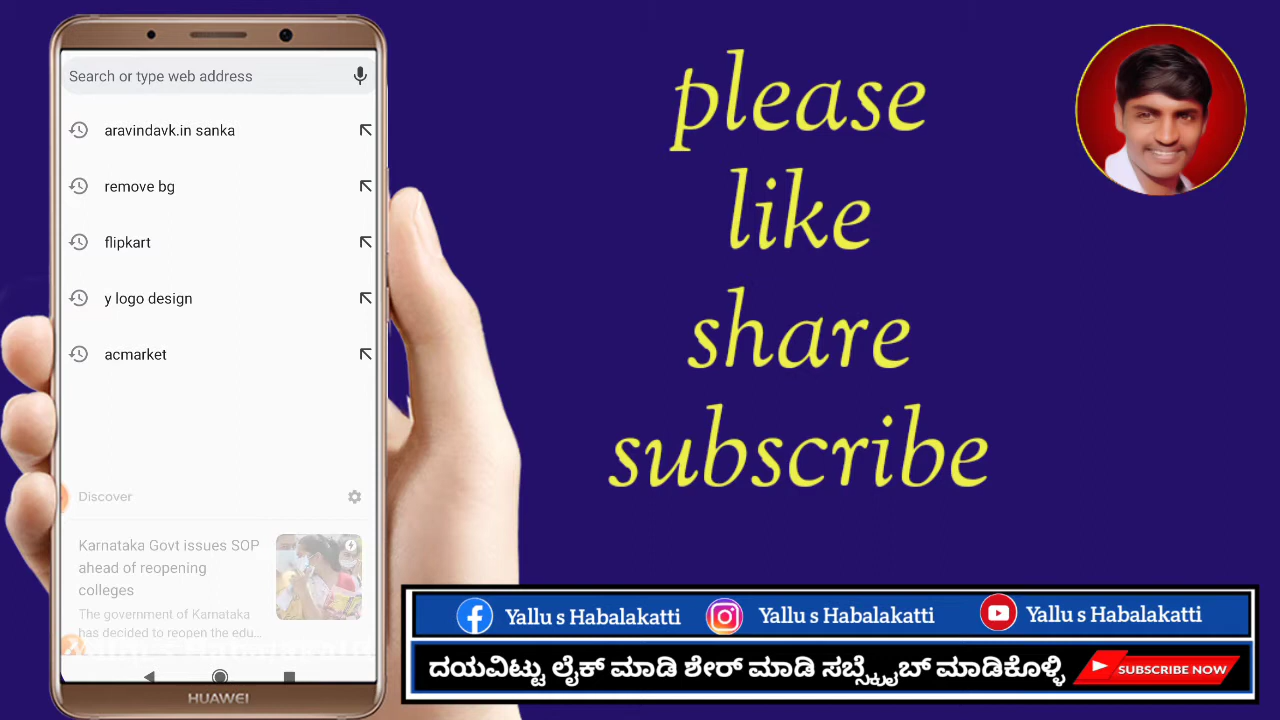 Search or type web address
aravindavk.in sanka
remove bg
flipkart
y logo design
acmarket
Discover
Karnataka Govt issues SOP
ahead of reopening
colleges
The government of Karnataka
has decided to reopen the edu...
HUAWEI
please
like
share
subscribe
Yallu s Habalakatti
Yallu s Habalakatti
Yallu s Habalakatti
ದಯವಿಟ್ಟು ಲೈಕ್ ಮಾಡಿ ಶೇರ್ ಮಾಡಿ ಸಬ್ಸ್ಕ್ರೈಬ್ ಮಾಡಿಕೊಳ್ಳಿ
SUBSCRIBE NOW